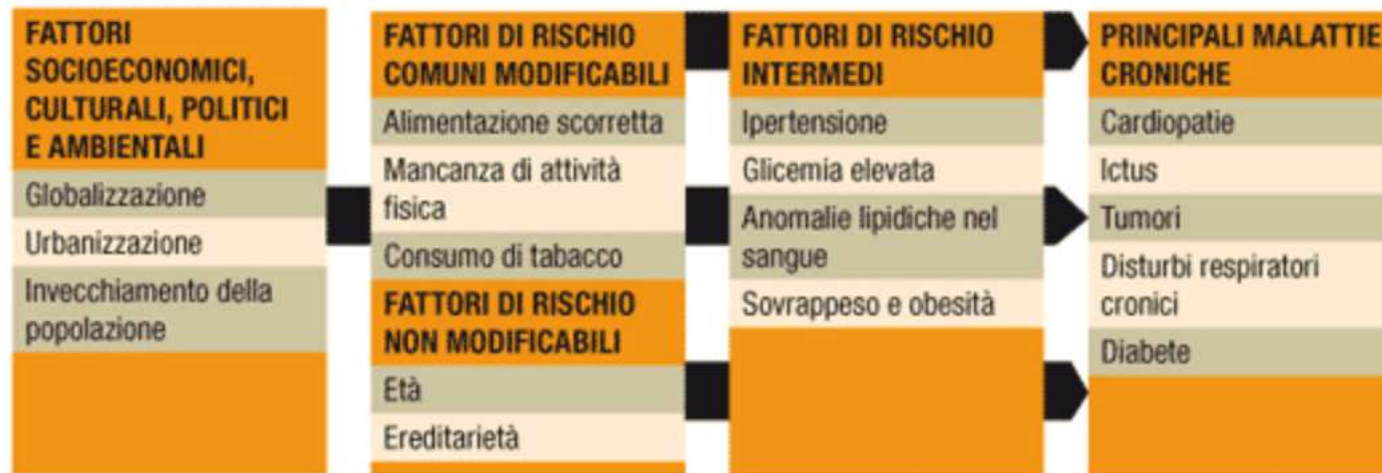 FATTORI
SOCIOECONOMICI,
CULTURALI, POLITICI
E AMBIENTALI
Globalizzazione
Urbanizzazione
Invecchiamento della
popolazione
FATTORI DI RISCHIO
COMUNI MODIFICABILI
Alimentazione scorretta
Mancanza di attività
fisica
Consumo di tabacco
FATTORI DI RISCHIO
NON MODIFICABILI
Età
Ereditarietà
FATTORI DI RISCHIO
INTERMEDI
Ipertensione
Glicemia elevata
Anomalie lipidiche nel
sangue
Sovrappeso e obesità
PRINCIPALI MALATTIE
CRONICHE
Cardiopatie
Ictus
Tumori
Disturbi respiratori
cronici
Diabete